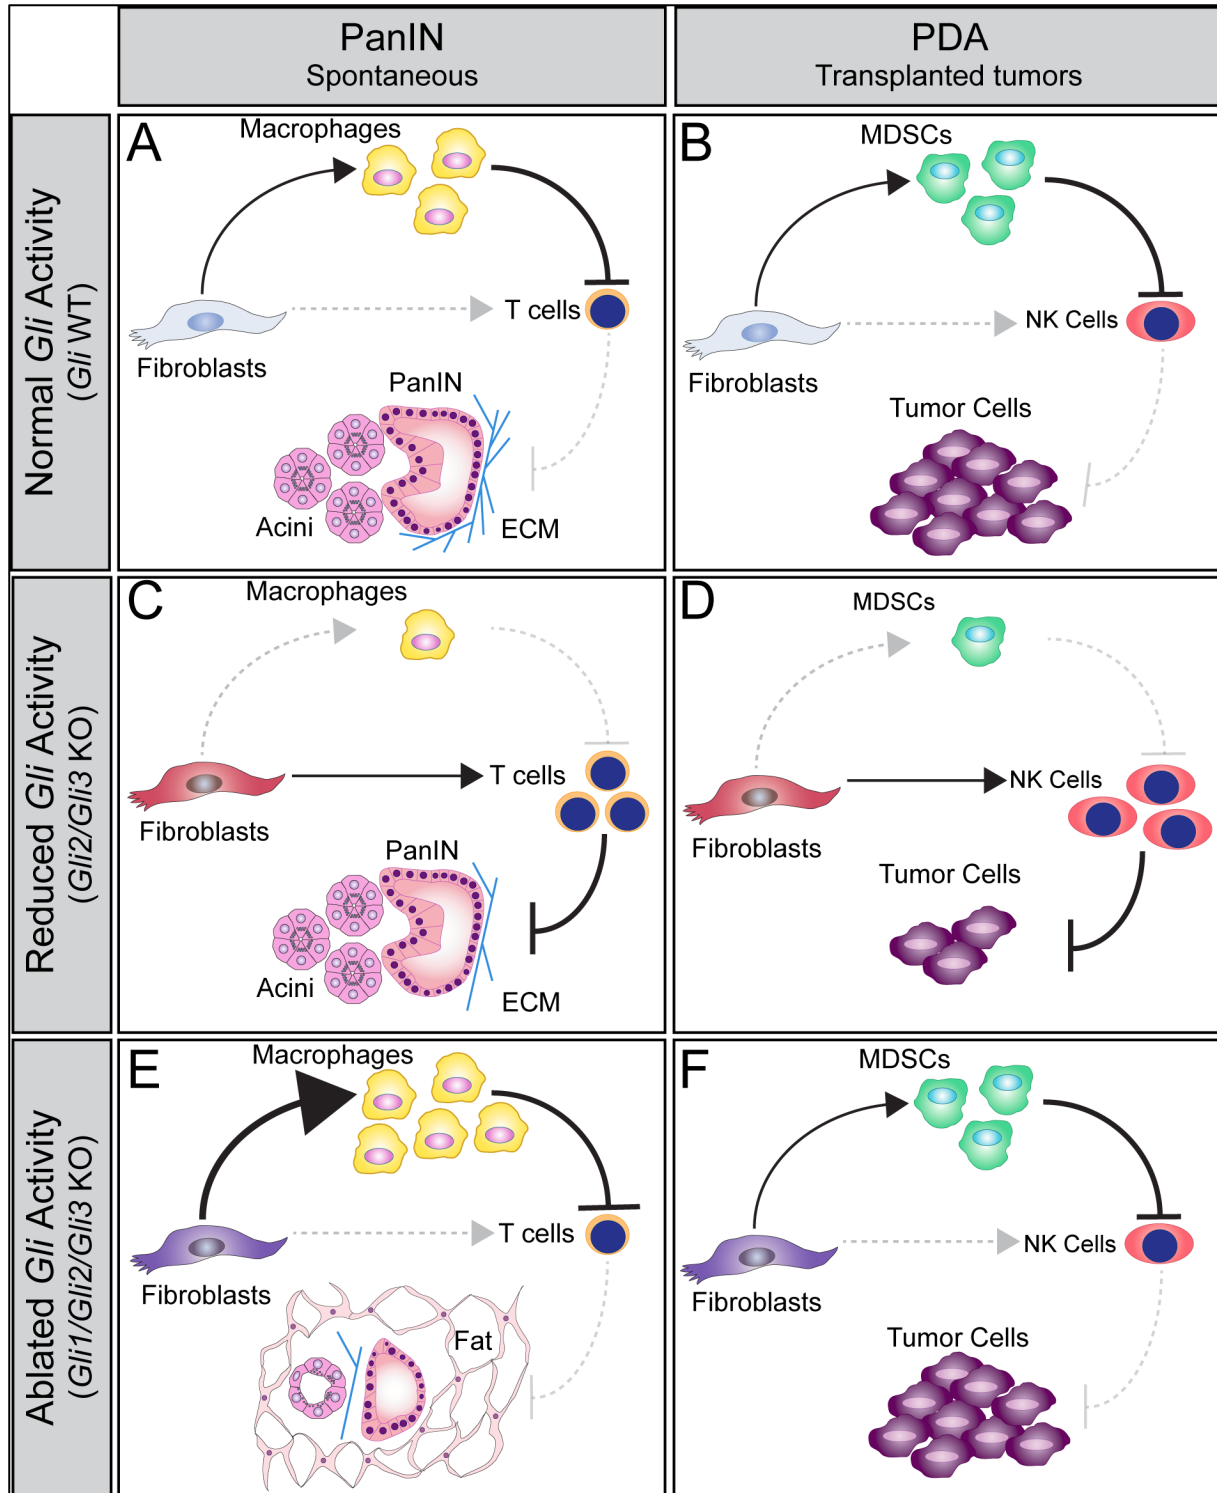 PanIN
Spontaneous
PDA
Transplanted tumors
Normal Gli Activity
(Gli WT)
A
Macrophages
T cells
Fibroblasts
PanIN
Acini
ECM
B
MDSCs
NK Cells
Fibroblasts
Tumor Cells
Reduced Gli Activity
(Gli2/Gli3 KO)
C
Macrophages
T cells
Fibroblasts
PanIN
Acini
ECM
D
MDSCs
NK Cells
Fibroblasts
Tumor Cells
Ablated Gli Activity
(Gli1/Gli2/Gli3 KO)
E
Macrophages
T cells
Fibroblasts
Fat
F
MDSCs
NK Cells
Fibroblasts
Tumor Cells